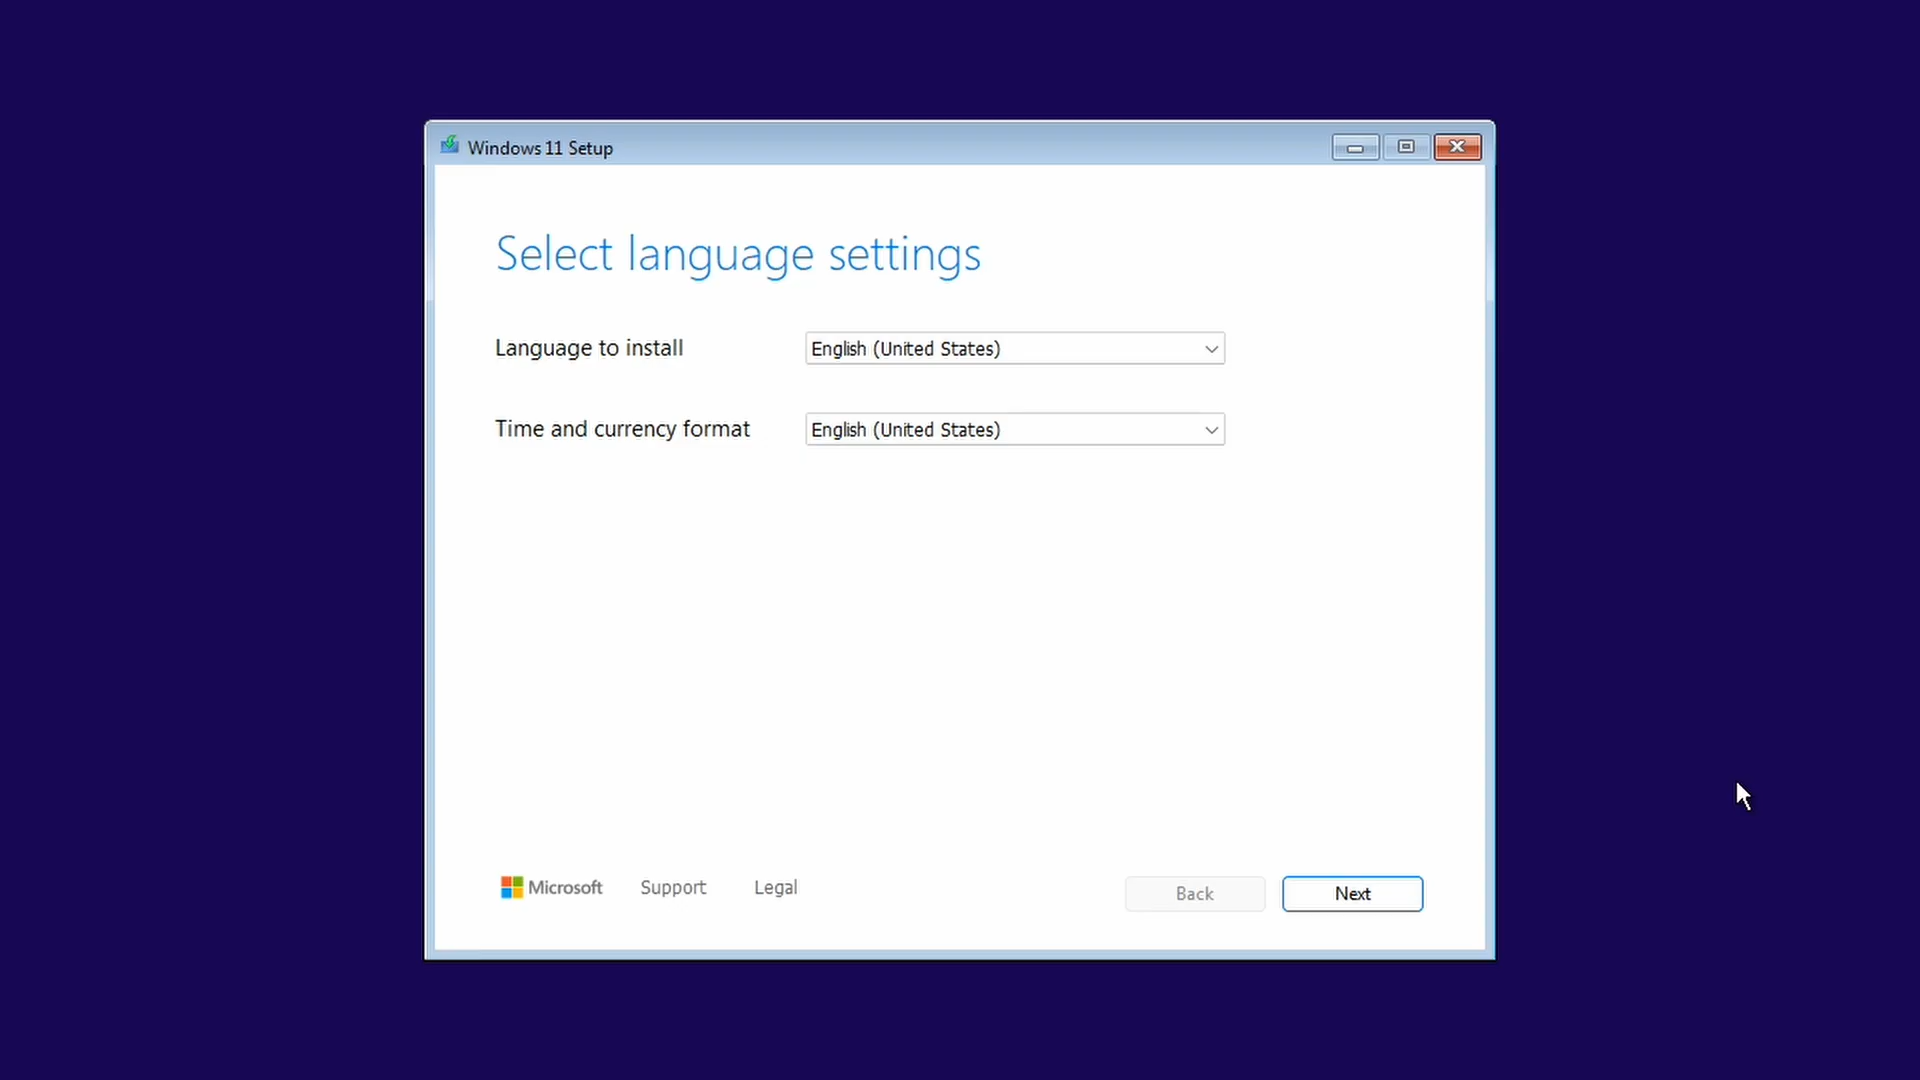 Windows 11 Setup
Select language settings
Language to install English (United States)
Time and currency format English (United States)
Microsoft Support Legal Back Next